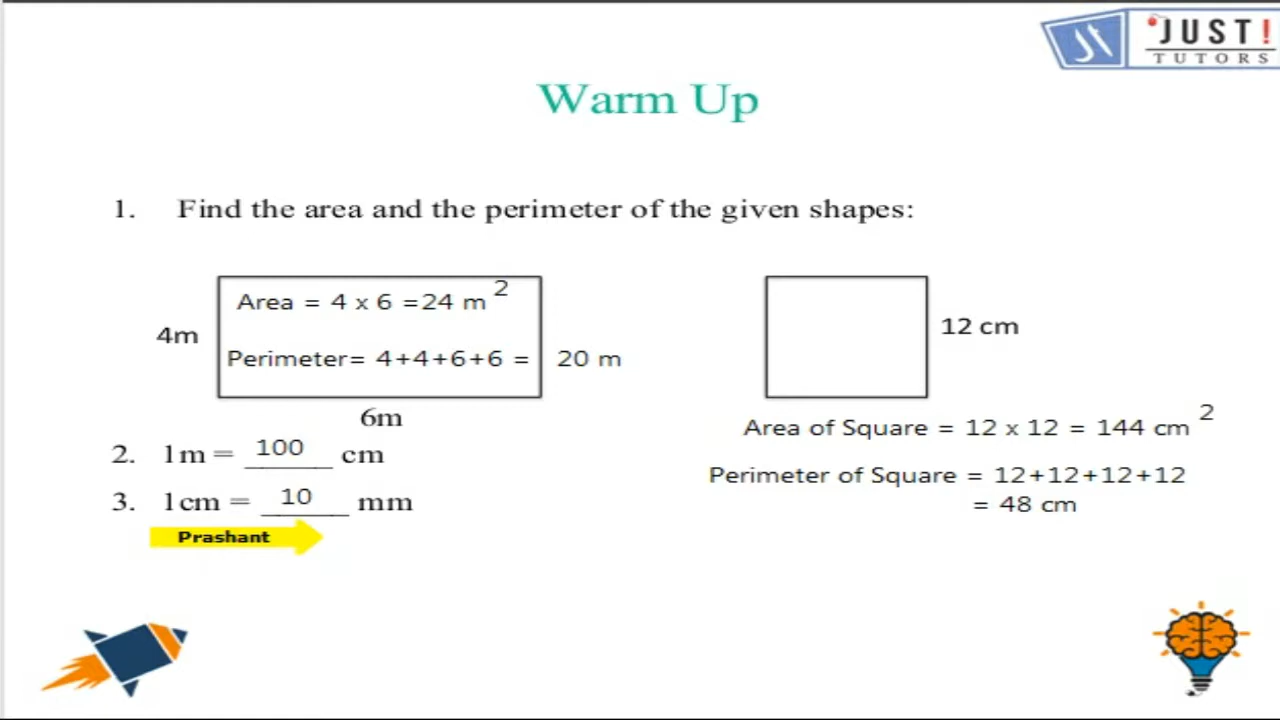 JUST!
TUTORS
Warm Up
1. Find the area and the perimeter of the given shapes:
Area = 4 x 6 =24 m 2
4m
Perimeter= 4+4+6+6 = 20 m
6m
12 cm
Area of Square = 12 x 12 = 144 cm 2
Perimeter of Square = 12+12+12+12
= 48 cm
2. 1m = 100 cm
3. 1cm = 10 mm
Prashant